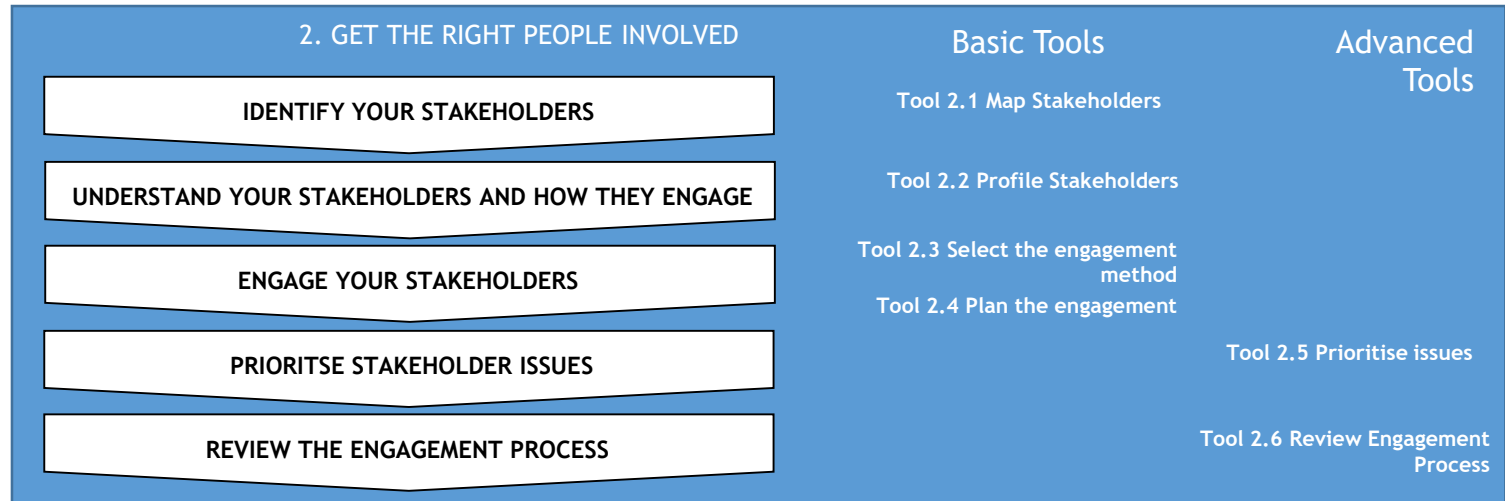 2. GET THE RIGHT PEOPLE INVOLVED
Basic Tools
Advanced
Tools
IDENTIFY YOUR STAKEHOLDERS
Tool 2.1 Map Stakeholders
UNDERSTAND YOUR STAKEHOLDERS AND HOW THEY ENGAGE
Tool 2.2 Profile Stakeholders
ENGAGE YOUR STAKEHOLDERS
Tool 2.3 Select the engagement
method
Tool 2.4 Plan the engagement
PRIORITSE STAKEHOLDER ISSUES
Tool 2.5 Prioritise issues
REVIEW THE ENGAGEMENT PROCESS
Tool 2.6 Review Engagement
Process